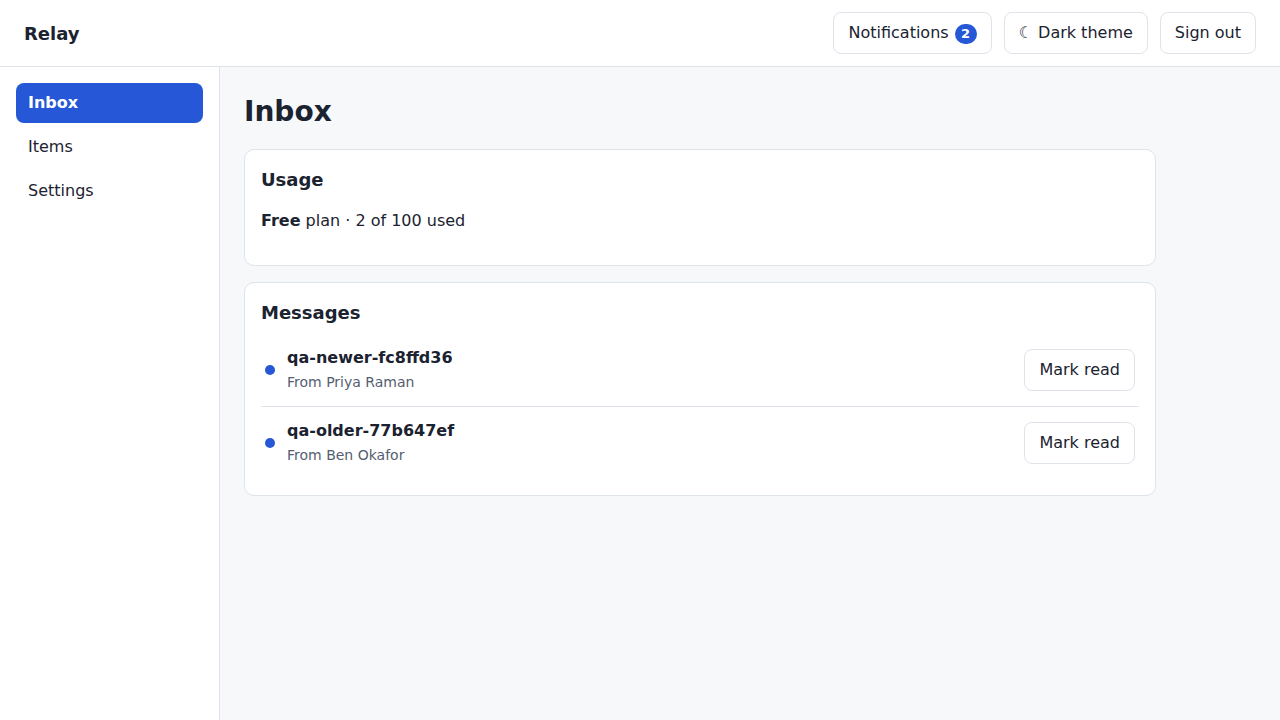 Relay
Notifications 2
☾ Dark theme
Sign out
Inbox
Items
Settings
Inbox
Usage
Free plan · 2 of 100 used
Messages
qa-newer-fc8ffd36
From Priya Raman
Mark read
qa-older-77b647ef
From Ben Okafor
Mark read